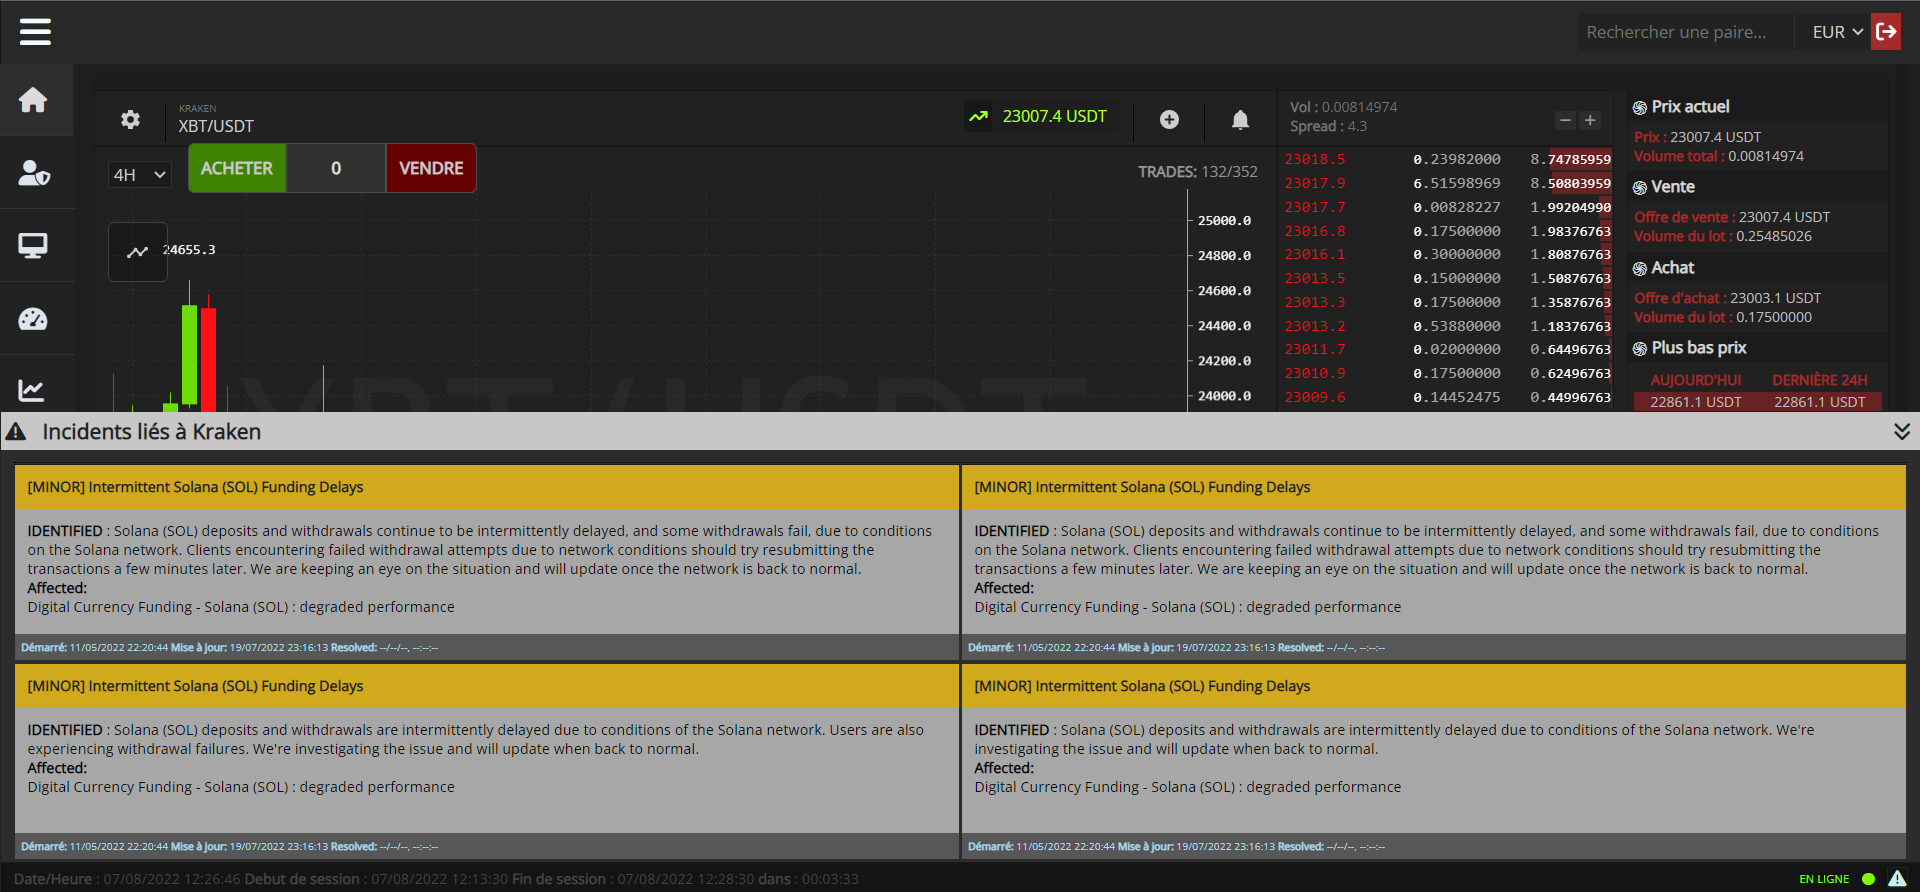 Rechercher une paire...
EUR
KRAKEN
XBT/USDT
23007.4 USDT
4H
ACHETER
0
VENDRE
TRADES: 132/352
24655.3
25000.0
24800.0
24600.0
24400.0
24200.0
24000.0
XBT/USDT
Vol : 0.00814974
Spread : 4.3
23018.5 0.23982000 8.74785959
23017.9 6.51598969 8.50803959
23017.7 0.00828227 1.99204990
23016.8 0.17500000 1.98376763
23016.1 0.30000000 1.80876763
23013.5 0.15000000 1.50876763
23013.3 0.17500000 1.35876763
23013.2 0.53880000 1.18376763
23011.7 0.02000000 0.64496763
23010.9 0.17500000 0.62496763
23009.6 0.14452475 0.44996763
Prix actuel
Prix : 23007.4 USDT
Volume total : 0.00814974
Vente
Offre de vente : 23007.4 USDT
Volume du lot : 0.25485026
Achat
Offre d'achat : 23003.1 USDT
Volume du lot : 0.17500000
Plus bas prix
AUJOURD'HUI DERNIÈRE 24H
22861.1 USDT 22861.1 USDT
Incidents liés à Kraken
[MINOR] Intermittent Solana (SOL) Funding Delays
IDENTIFIED : Solana (SOL) deposits and withdrawals continue to be intermittently delayed, and some withdrawals fail, due to conditions
on the Solana network. Clients encountering failed withdrawal attempts due to network conditions should try resubmitting the
transactions a few minutes later. We are keeping an eye on the situation and will update once the network is back to normal.
Affected:
Digital Currency Funding - Solana (SOL) : degraded performance
Démarré: 11/05/2022 22:20:44 Mise à jour: 19/07/2022 23:16:13 Resolved: --/--/--, --:--:--
[MINOR] Intermittent Solana (SOL) Funding Delays
IDENTIFIED : Solana (SOL) deposits and withdrawals continue to be intermittently delayed, and some withdrawals fail, due to conditions
on the Solana network. Clients encountering failed withdrawal attempts due to network conditions should try resubmitting the
transactions a few minutes later. We are keeping an eye on the situation and will update once the network is back to normal.
Affected:
Digital Currency Funding - Solana (SOL) : degraded performance
Démarré: 11/05/2022 22:20:44 Mise à jour: 19/07/2022 23:16:13 Resolved: --/--/--, --:--:--
[MINOR] Intermittent Solana (SOL) Funding Delays
IDENTIFIED : Solana (SOL) deposits and withdrawals are intermittently delayed due to conditions of the Solana network. Users are also
experiencing withdrawal failures. We're investigating the issue and will update when back to normal.
Affected:
Digital Currency Funding - Solana (SOL) : degraded performance
Démarré: 11/05/2022 22:20:44 Mise à jour: 19/07/2022 23:16:13 Resolved: --/--/--, --:--:--
[MINOR] Intermittent Solana (SOL) Funding Delays
IDENTIFIED : Solana (SOL) deposits and withdrawals are intermittently delayed due to conditions of the Solana network. We're
investigating the issue and will update when back to normal.
Affected:
Digital Currency Funding - Solana (SOL) : degraded performance
Démarré: 11/05/2022 22:20:44 Mise à jour: 19/07/2022 23:16:13 Resolved: --/--/--, --:--:--
Date/Heure : 07/08/2022 12:26:46 Debut de session : 07/08/2022 12:13:30 Fin de session : 07/08/2022 12:28:30 dans : 00:03:33
EN LIGNE